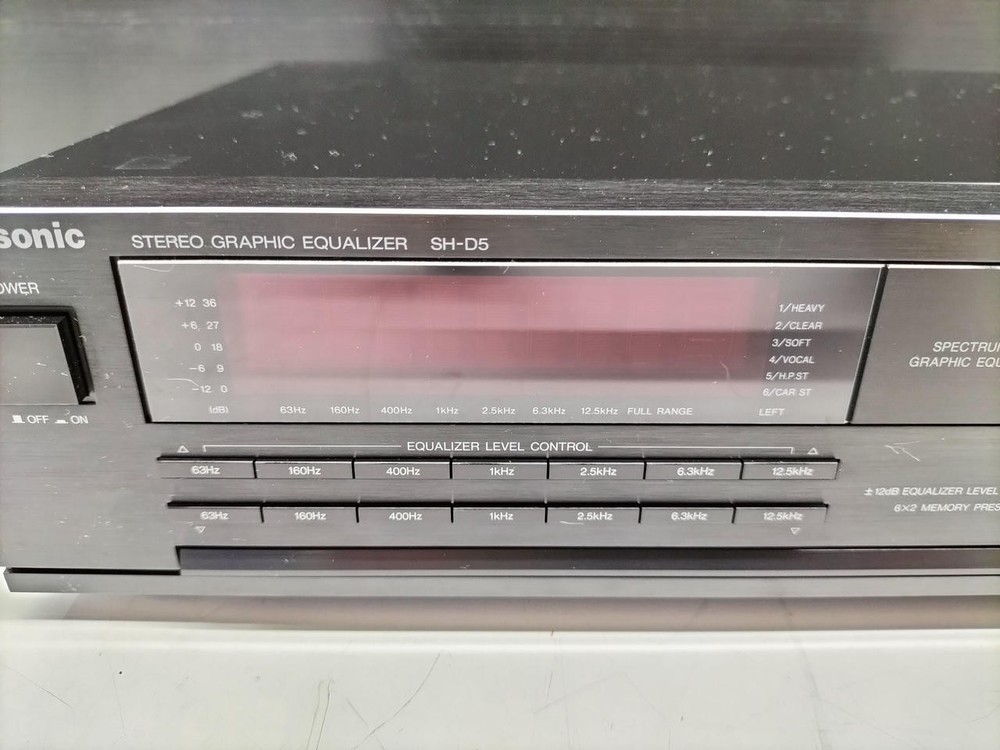 sonic
STEREO GRAPHIC EQUALIZER SH-D5
OWER
OFF ON
+12 36
+6 27
0 18
−6 9
−12 0
(dB) 63Hz 160Hz 400Hz 1kHz 2.5kHz 6.3kHz 12.5kHz FULL RANGE LEFT
1/HEAVY
2/CLEAR
3/SOFT
4/VOCAL
5/H.P.ST
6/CAR ST
SPECTRUM
GRAPHIC EQU
EQUALIZER LEVEL CONTROL
63Hz 160Hz 400Hz 1kHz 2.5kHz 6.3kHz 12.5kHz
63Hz 160Hz 400Hz 1kHz 2.5kHz 6.3kHz 12.5kHz
±12dB EQUALIZER LEVEL
6×2 MEMORY PRES